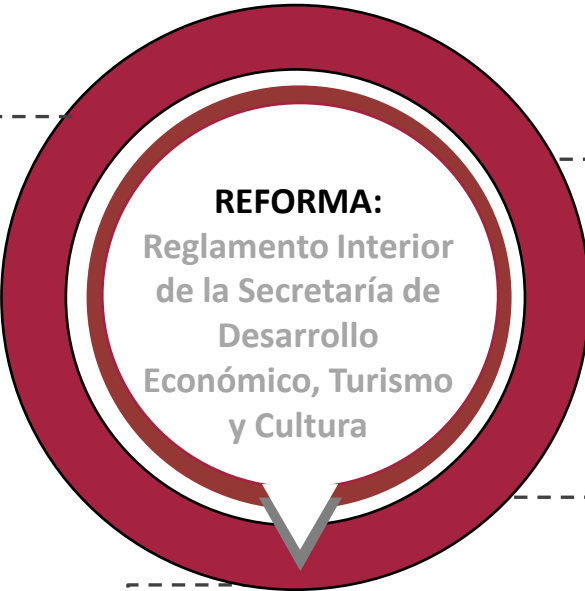 REFORMA:
Reglamento Interior
de la Secretaría de
Desarrollo
Económico, Turismo
y Cultura